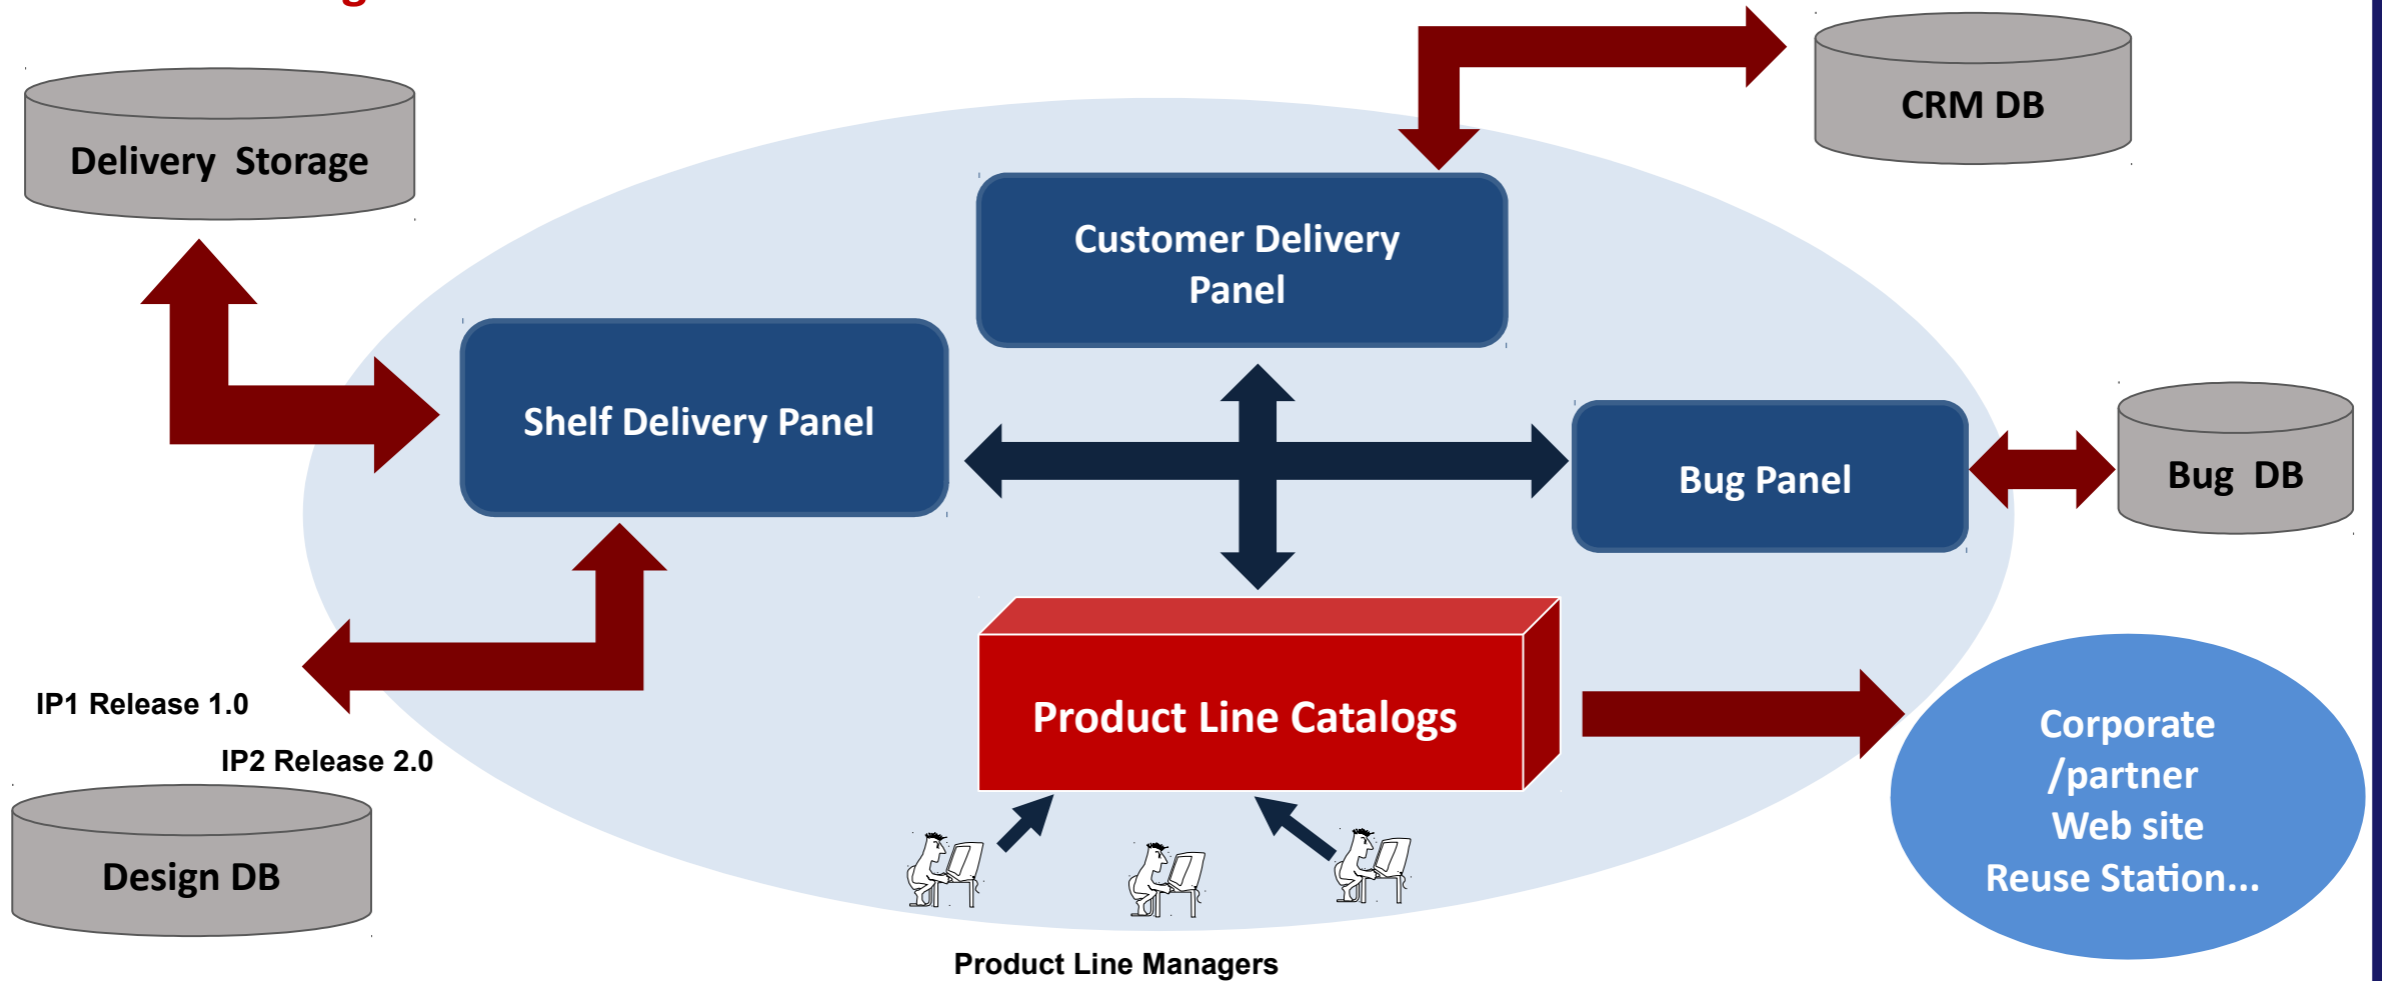 CRM DB
Delivery  Storage
Customer Delivery
Panel
Shelf Delivery Panel
Bug Panel
Bug  DB
IP1 Release 1.0
IP2 Release 2.0
Product Line Catalogs
Corporate
/partner
Web site
Reuse Station...
Design DB
Product Line Managers